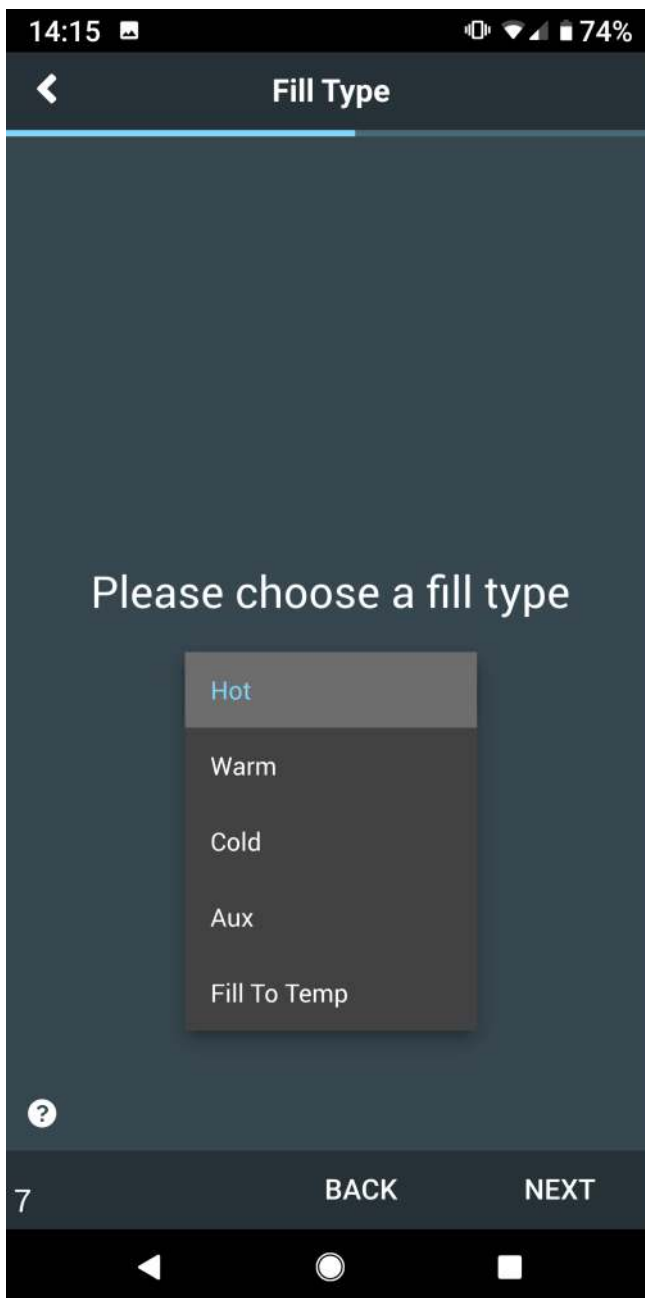 14:15 74%
Fill Type
Please choose a fill type
Hot
Warm
Cold
Aux
Fill To Temp
?
7 BACK NEXT